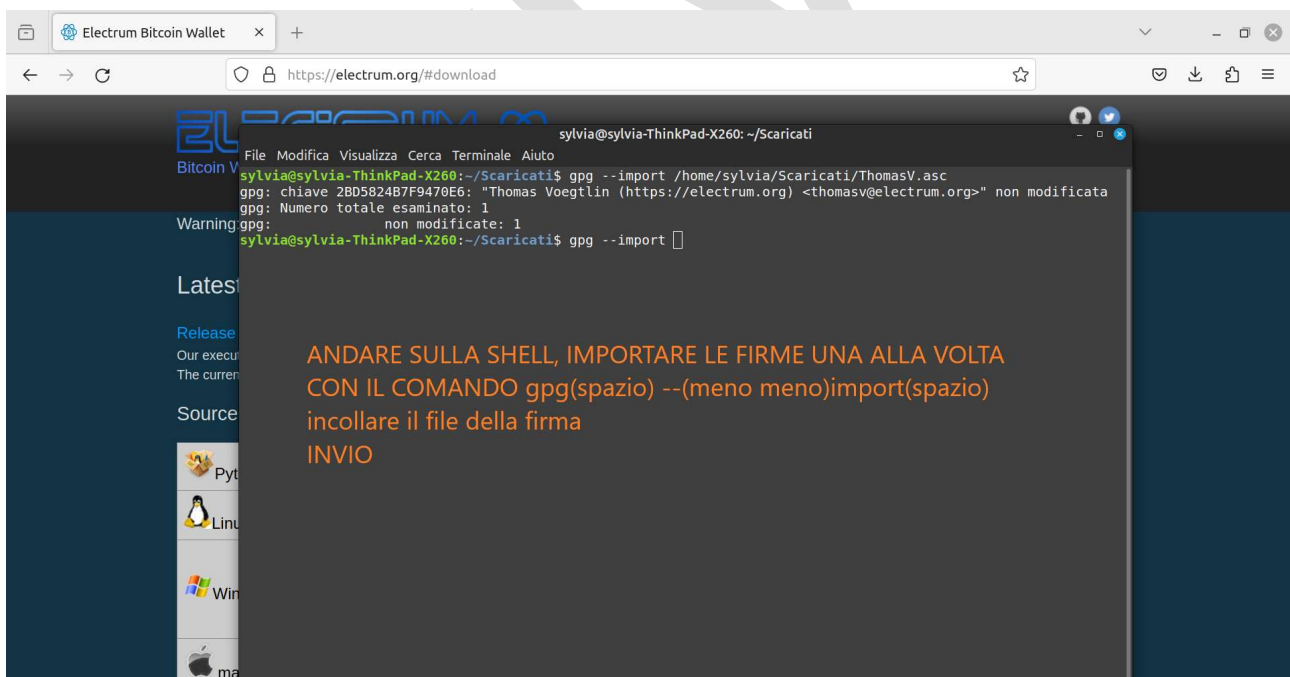 Electrum Bitcoin Wallet
https://electrum.org/#download
sylvia@sylvia-ThinkPad-X260: ~/Scaricati
File Modifica Visualizza Cerca Terminale Aiuto
Bitcoin
sylvia@sylvia-ThinkPad-X260:~/Scaricati$ gpg --import /home/sylvia/Scaricati/ThomasV.asc
gpg: chiave 2BD5824B7F9470E6: "Thomas Voegtlin (https://electrum.org) <thomasv@electrum.org>" non modificata
gpg: Numero totale esaminato: 1
Warning:
gpg: non modificate: 1
sylvia@sylvia-ThinkPad-X260:~/Scaricati$ gpg --import
Latest
Release
Our execu
The curren
Source
ANDARE SULLA SHELL, IMPORTARE LE FIRME UNA ALLA VOLTA
CON IL COMANDO gpg(spazio) --(meno meno)import(spazio)
incollare il file della firma
INVIO
Pyt
Linu
Win
ma